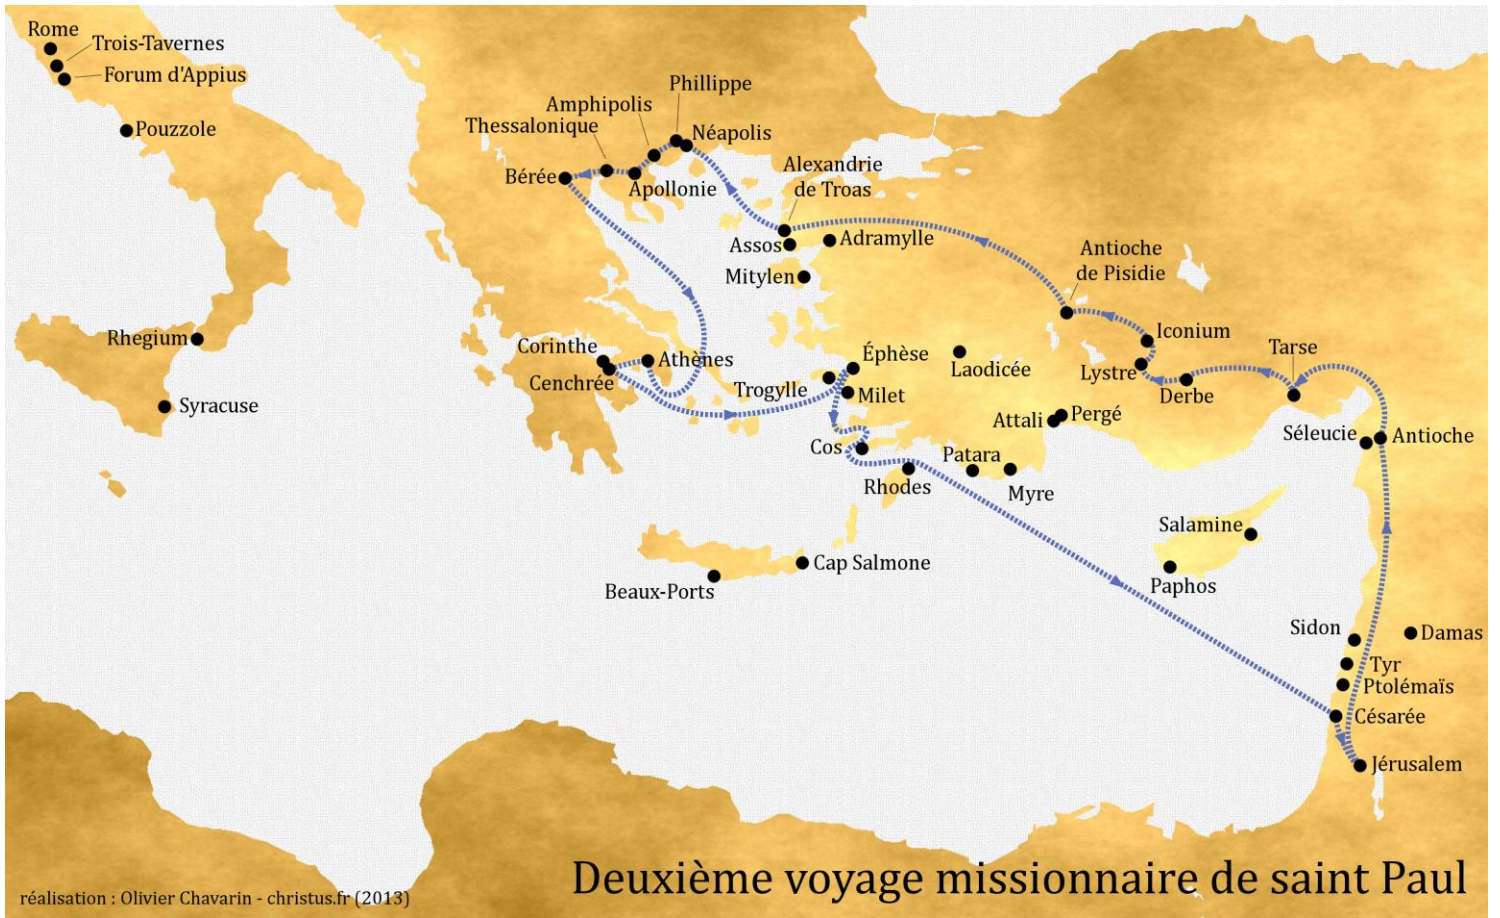 Rome
Trois-Tavernes
Forum d'Appius
Pouzzole
Phillippe
Amphipolis
Thessalonique
Néapolis
Bérée
Apollonie
Alexandrie
de Troas
Assos
Adramylle
Mitylen
Antioche
de Pisidie
Rhegium
Syracuse
Corinthe
Cenchrée
Athènes
Éphèse
Trogylle
Milet
Laodicée
Iconium
Lystre
Derbe
Tarse
Attali
Pergé
Séleucie
Antioche
Cos
Rhodes
Patara
Myre
Salamine
Paphos
Cap Salmone
Beaux-Ports
Sidon
Damas
Tyr
Ptolémaïs
Césarée
Jérusalem
Deuxième voyage missionnaire de saint Paul
réalisation : Olivier Chavarin - christus.fr (2013)